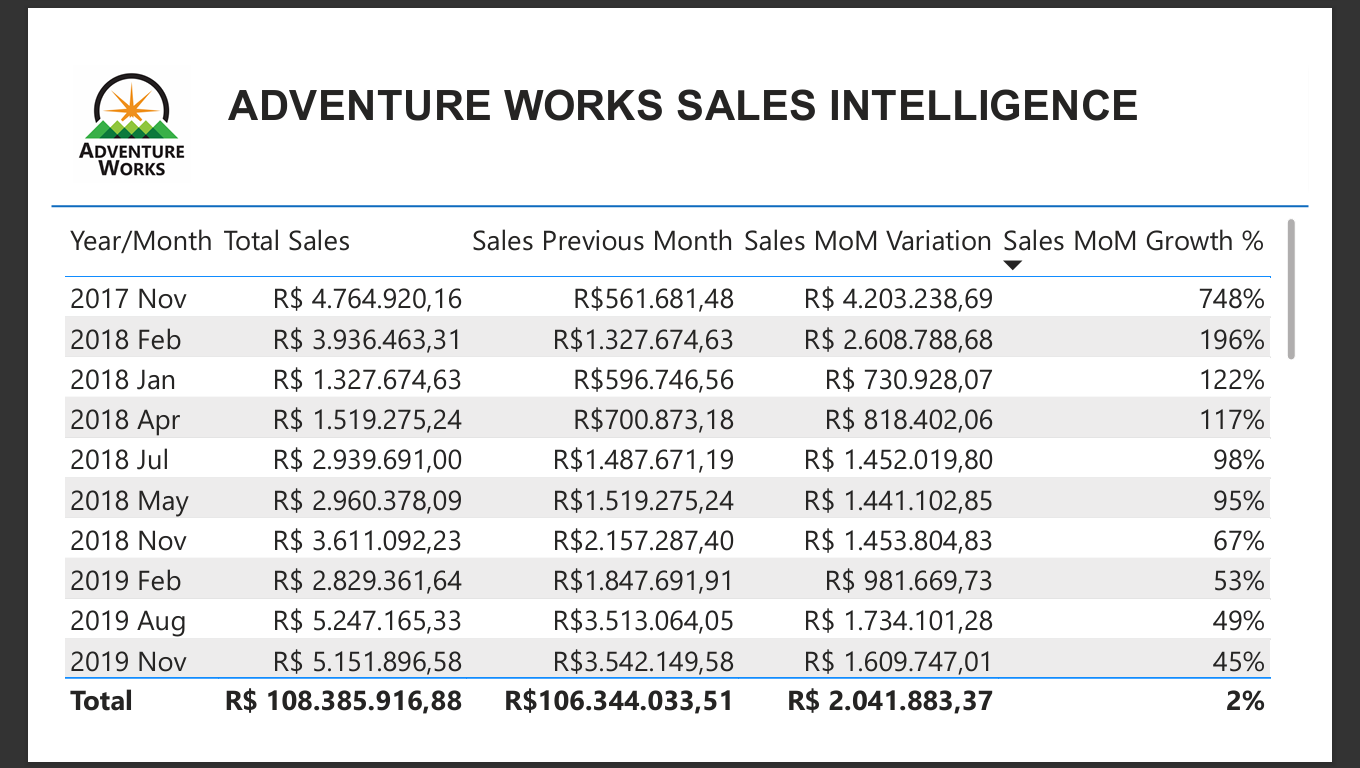 ADVENTURE WORKS SALES INTELLIGENCE
ADVENTURE
WORKS
Year/Month Total Sales Sales Previous Month Sales MoM Variation Sales MoM Growth %
2017 Nov R$ 4.764.920,16 R$561.681,48 R$ 4.203.238,69 748%
2018 Feb R$ 3.936.463,31 R$1.327.674,63 R$ 2.608.788,68 196%
2018 Jan R$ 1.327.674,63 R$596.746,56 R$ 730.928,07 122%
2018 Apr R$ 1.519.275,24 R$700.873,18 R$ 818.402,06 117%
2018 Jul R$ 2.939.691,00 R$1.487.671,19 R$ 1.452.019,80 98%
2018 May R$ 2.960.378,09 R$1.519.275,24 R$ 1.441.102,85 95%
2018 Nov R$ 3.611.092,23 R$2.157.287,40 R$ 1.453.804,83 67%
2019 Feb R$ 2.829.361,64 R$1.847.691,91 R$ 981.669,73 53%
2019 Aug R$ 5.247.165,33 R$3.513.064,05 R$ 1.734.101,28 49%
2019 Nov R$ 5.151.896,58 R$3.542.149,58 R$ 1.609.747,01 45%
Total R$ 108.385.916,88 R$106.344.033,51 R$ 2.041.883,37 2%